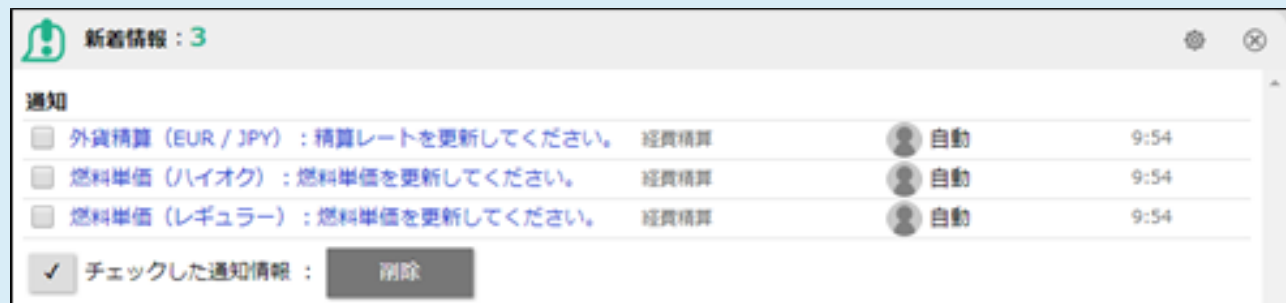 新着情報：3
通知
外貨精算（EUR / JPY）：精算レートを更新してください。 経費精算 自動 9:54
燃料単価（ハイオク）：燃料単価を更新してください。 経費精算 自動 9:54
燃料単価（レギュラー）：燃料単価を更新してください。 経費精算 自動 9:54
チェックした通知情報： 削除